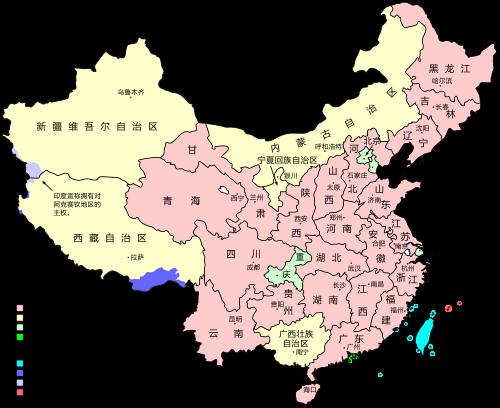 黑 龙 江
哈尔滨
乌鲁木齐
吉 林
长春
内 蒙 古 自 治 区
新 疆 维 吾 尔 自 治 区
沈阳
辽 宁
呼和浩特
北京
河 北
甘 肃
宁夏回族自治区
银川
石家庄
山 西
太原
山 东
济南
印度宣称拥有对
阿克赛钦地区的
主权。
青 海
西宁
兰州
陕 西
西安
郑州
河 南
江 苏
西 藏 自 治 区
拉萨
安 徽
合肥
南京
四 川
成都
重 庆
湖 北
武汉
杭州
浙 江
贵 州
贵阳
湖 南
长沙
江 西
南昌
福 建
福州
昆明
云 南
广西壮族
自治区
南宁
广 东
广州
海口